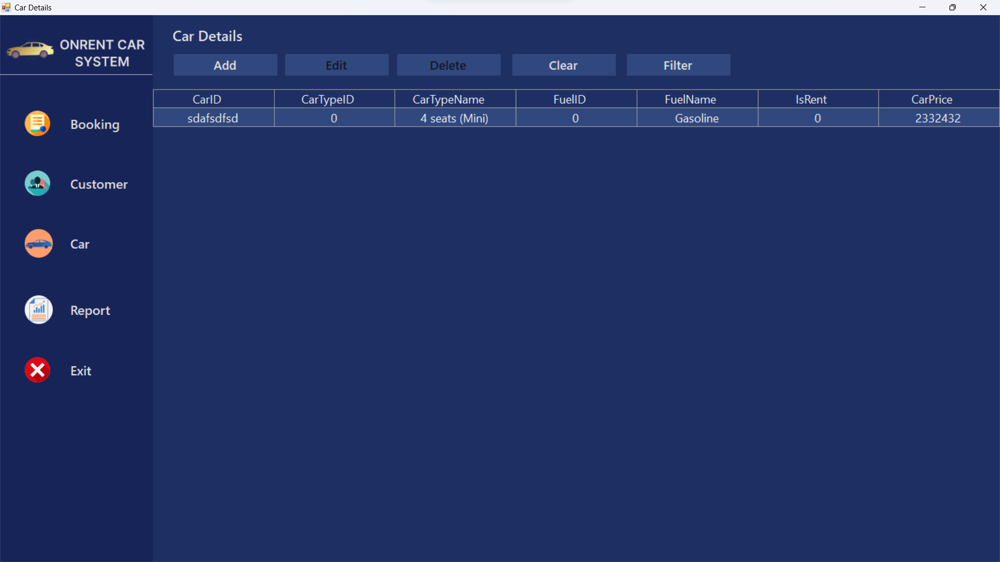 Car Details
ONRENT CAR
SYSTEM
Car Details
Add Edit Delete Clear Filter
CarID CarTypeID CarTypeName FuelID FuelName IsRent CarPrice
sdafsdfsd 0 4 seats (Mini) 0 Gasoline 0 2332432
Booking
Customer
Car
Report
Exit